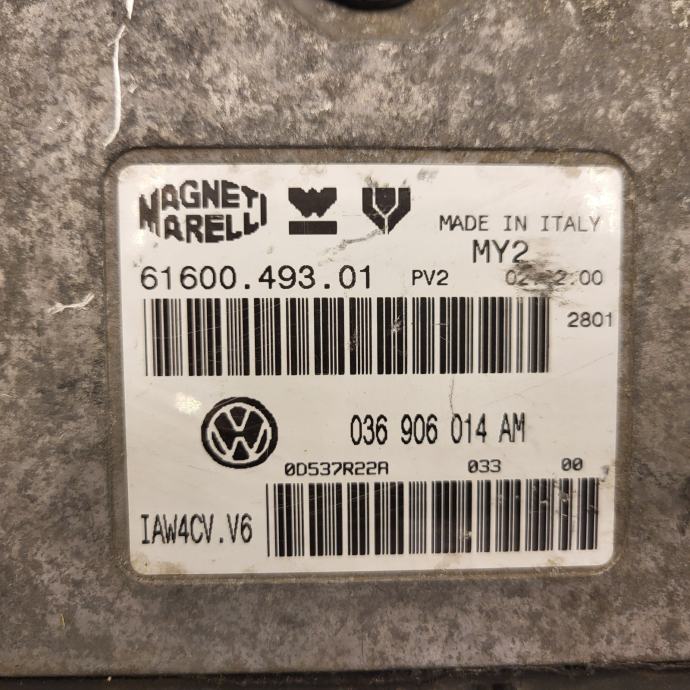 MAGNETI
MARELLI
MADE IN ITALY
MY2
61600.493.01 PV2
2801
036 906 014 AM
0D537R22A 033 00
IAW4CV.V6